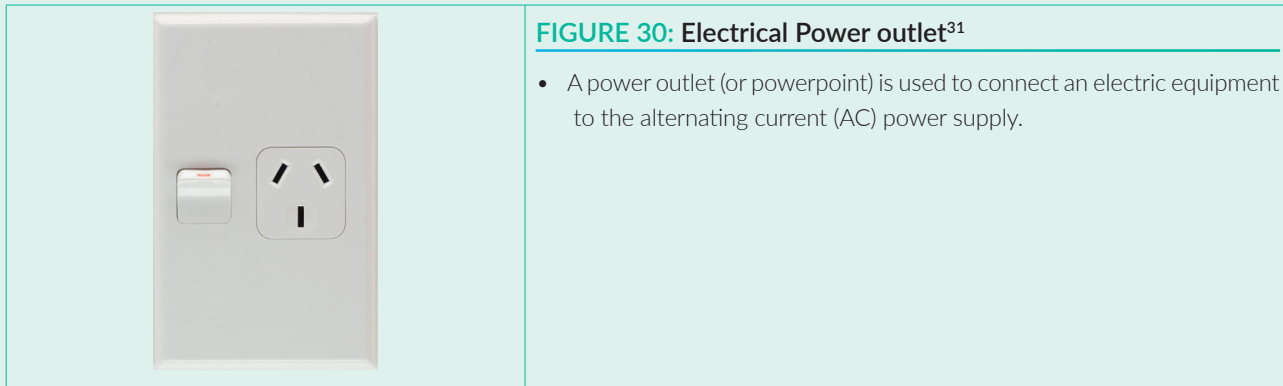 FIGURE 30: Electrical Power outlet³¹
• A power outlet (or powerpoint) is used to connect an electric equipment
to the alternating current (AC) power supply.